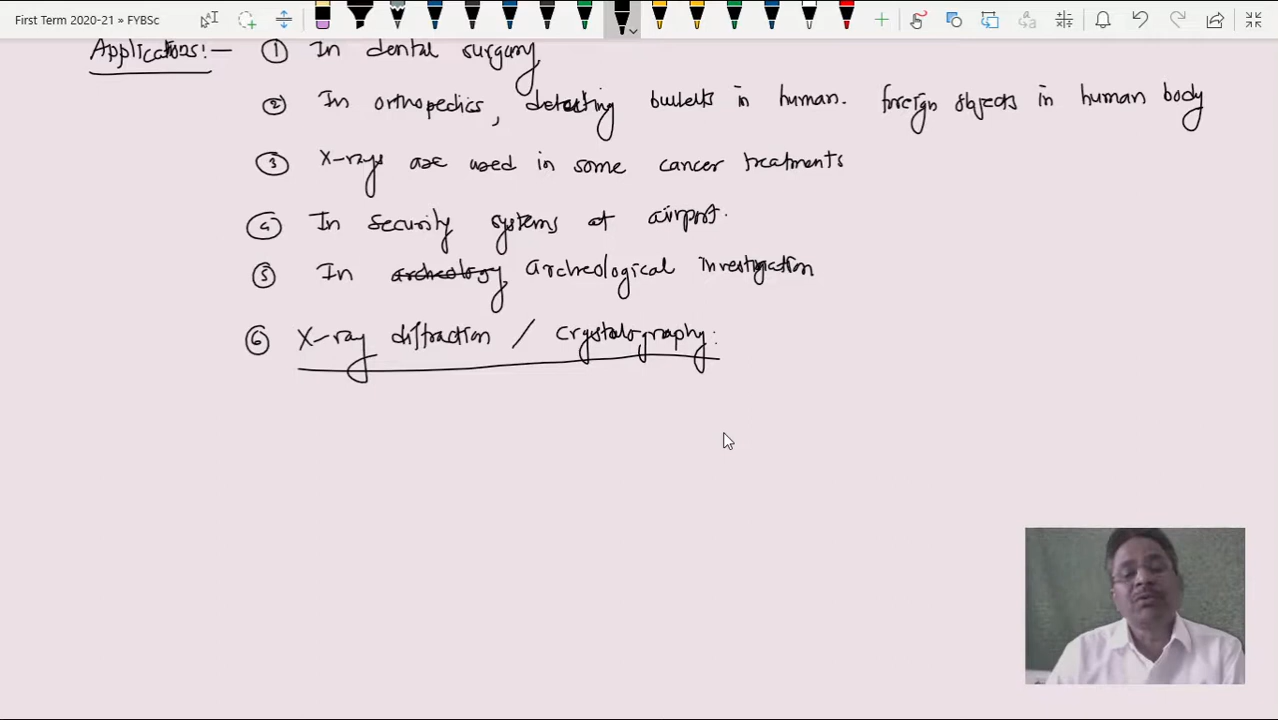 First Term 2020-21 » FYBSc
Applications:— ① In dental surgery
② In orthopedics, detecting bullets in human. foreign objects in human body
③ X-rays are used in some cancer treatments
④ In security systems at airport.
⑤ In archeology archeological investigation
⑥ X-ray diffraction / crystalography: